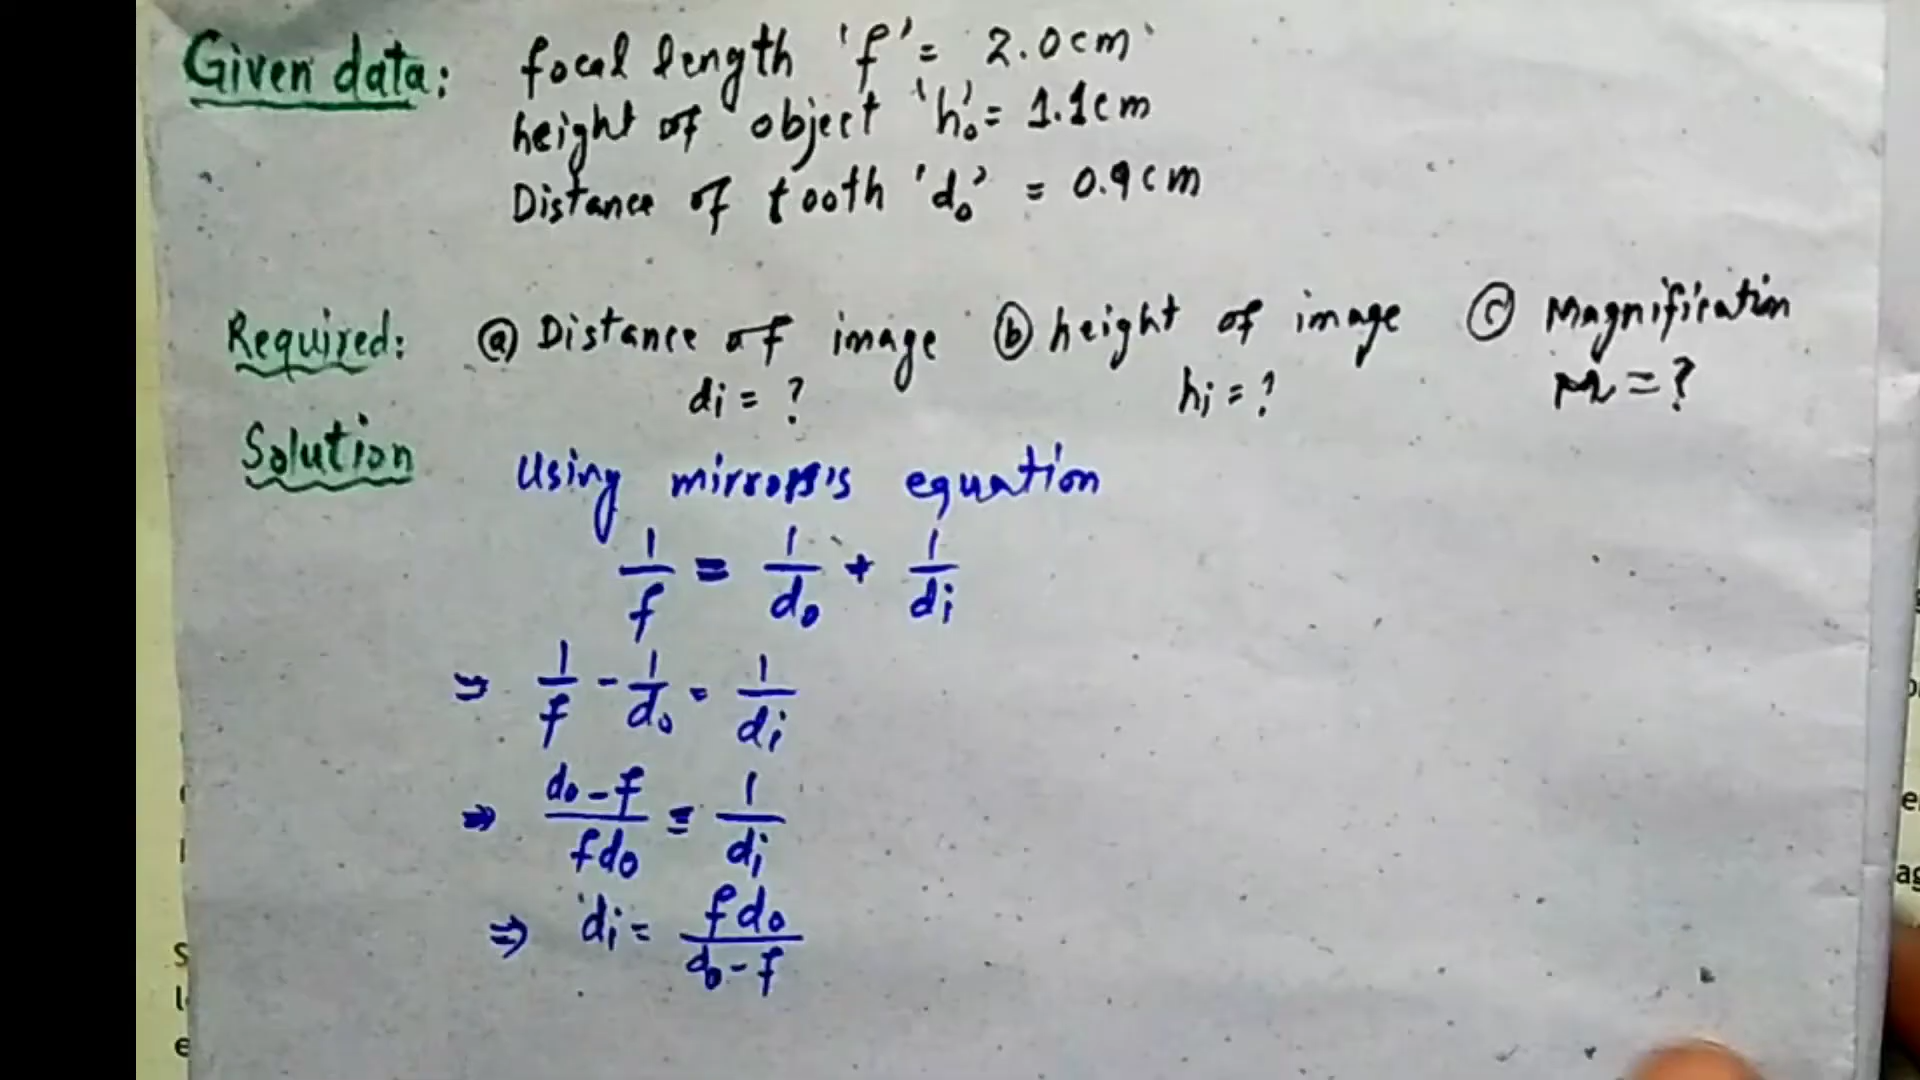 Given data: focal length 'f' = 2.0cm
height of object 'h₀' = 1.1cm
Distance of tooth 'd₀' = 0.9cm
Required: ⓐ Distance of image ⓑ height of image ⓒ Magnification
di = ? hi = ? M = ?
Solution Using mirror's equation
1/f = 1/d₀ + 1/di
⇒ 1/f - 1/d₀ = 1/di
⇒ d₀-f/fd₀ = 1/di
⇒ di = fd₀/d₀-f